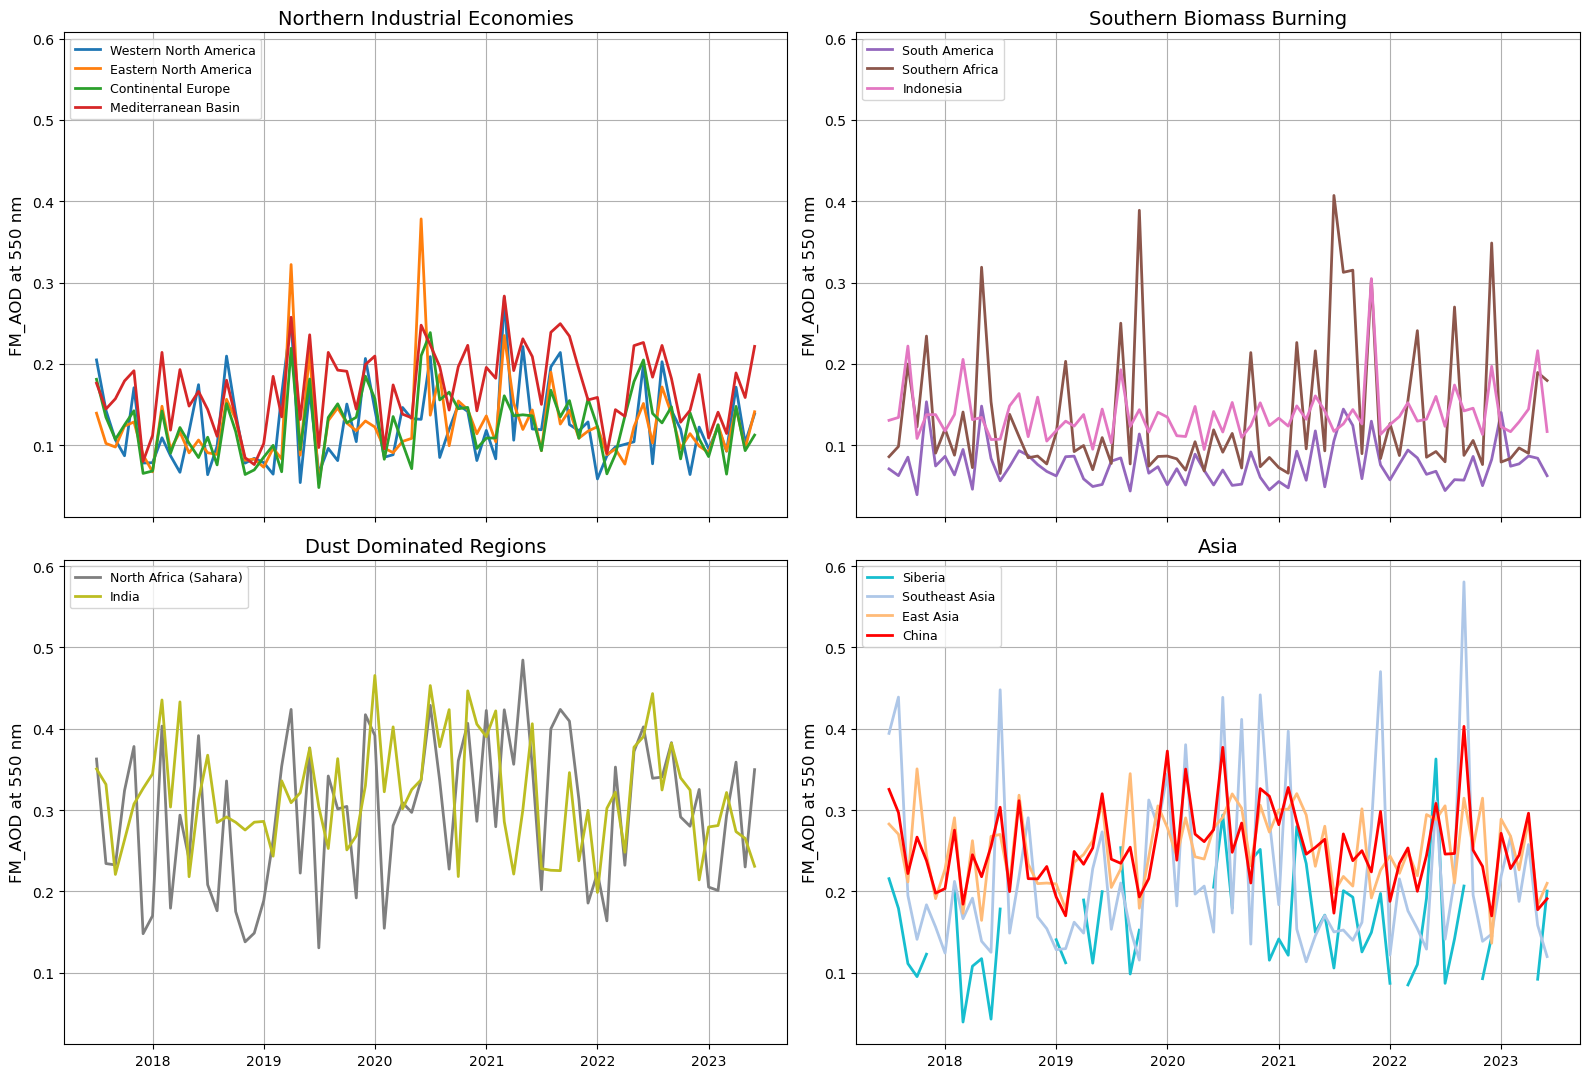 Northern Industrial Economies
FM_AOD at 550 nm
0.6
0.5
0.4
0.3
0.2
0.1
Western North America
Eastern North America
Continental Europe
Mediterranean Basin
Southern Biomass Burning
FM_AOD at 550 nm
0.6
0.5
0.4
0.3
0.2
0.1
South America
Southern Africa
Indonesia
Dust Dominated Regions
FM_AOD at 550 nm
0.6
0.5
0.4
0.3
0.2
0.1
North Africa (Sahara)
India
2018 2019 2020 2021 2022 2023
Asia
FM_AOD at 550 nm
0.6
0.5
0.4
0.3
0.2
0.1
Siberia
Southeast Asia
East Asia
China
2018 2019 2020 2021 2022 2023